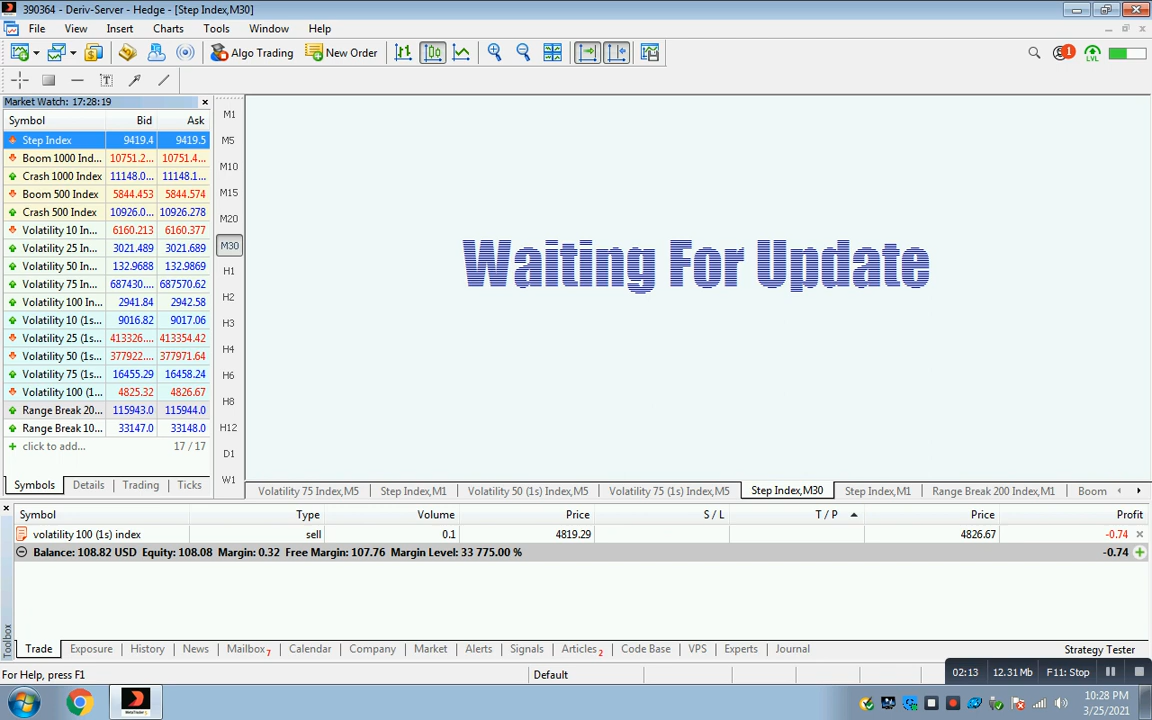 390364 - Deriv-Server - Hedge - [Step Index,M30]
File View Insert Charts Tools Window Help
Algo Trading New Order 1 LVL
T
Market Watch: 17:28:19
Symbol Bid Ask
Step Index 9419.4 9419.5
Boom 1000 Ind... 10751.2... 10751.4...
Crash 1000 Index 11148.0... 11148.1...
Boom 500 Index 5844.453 5844.574
Crash 500 Index 10926.0... 10926.278
Volatility 10 In... 6160.213 6160.377
Volatility 25 In... 3021.489 3021.689
Volatility 50 In... 132.9688 132.9869
Volatility 75 In... 687430.... 687570.62
Volatility 100 In... 2941.84 2942.58
Volatility 10 (1s... 9016.82 9017.06
Volatility 25 (1s... 413326.... 413354.42
Volatility 50 (1s... 377922.... 377971.64
Volatility 75 (1s... 16455.29 16458.24
Volatility 100 (1... 4825.32 4826.67
Range Break 20... 115943.0 115944.0
Range Break 10... 33147.0 33148.0
click to add... 17 / 17
Symbols Details Trading Ticks
M1
M5
M10
M15
M20
M30
H1
H2
H3
H4
H6
H8
H12
D1
W1
Waiting For Update
Volatility 75 Index,M5 Step Index,M1 Volatility 50 (1s) Index,M5 Volatility 75 (1s) Index,M5 Step Index,M30 Step Index,M1 Range Break 200 Index,M1 Boom
Symbol Type Volume Price S / L T / P Price Profit
volatility 100 (1s) index sell 0.1 4819.29 4826.67 -0.74
Balance: 108.82 USD Equity: 108.08 Margin: 0.32 Free Margin: 107.76 Margin Level: 33 775.00 % -0.74
Toolbox
Trade Exposure History News Mailbox 7 Calendar Company Market Alerts Signals Articles 2 Code Base VPS Experts Journal Strategy Tester
For Help, press F1 Default
02:13 12.31 Mb F11: Stop
MetaTrader 5
10:28 PM
3/25/2021